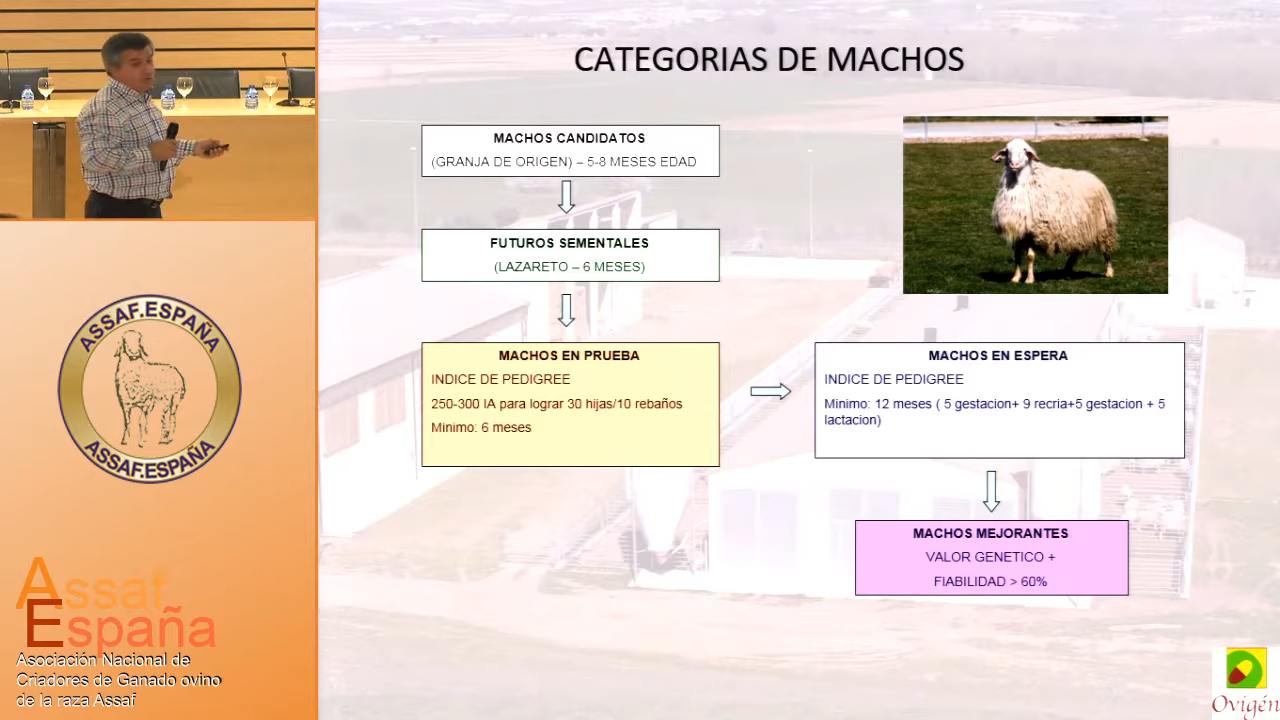 CATEGORIAS DE MACHOS
MACHOS CANDIDATOS
(GRANJA DE ORIGEN) – 5-8 MESES EDAD
FUTUROS SEMENTALES
(LAZARETO – 6 MESES)
MACHOS EN PRUEBA
INDICE DE PEDIGREE
250-300 IA para lograr 30 hijas/10 rebaños
Minimo: 6 meses
MACHOS EN ESPERA
INDICE DE PEDIGREE
Minimo: 12 meses ( 5 gestacion+ 9 recria+5 gestacion + 5
lactacion)
MACHOS MEJORANTES
VALOR GENETICO +
FIABILIDAD > 60%
ASSAF.ESPAÑA
ASSAF.ESPAÑA
Assaf
España
Asociación Nacional de
Criadores de Ganado ovino
de la raza Assaf
Ovigén